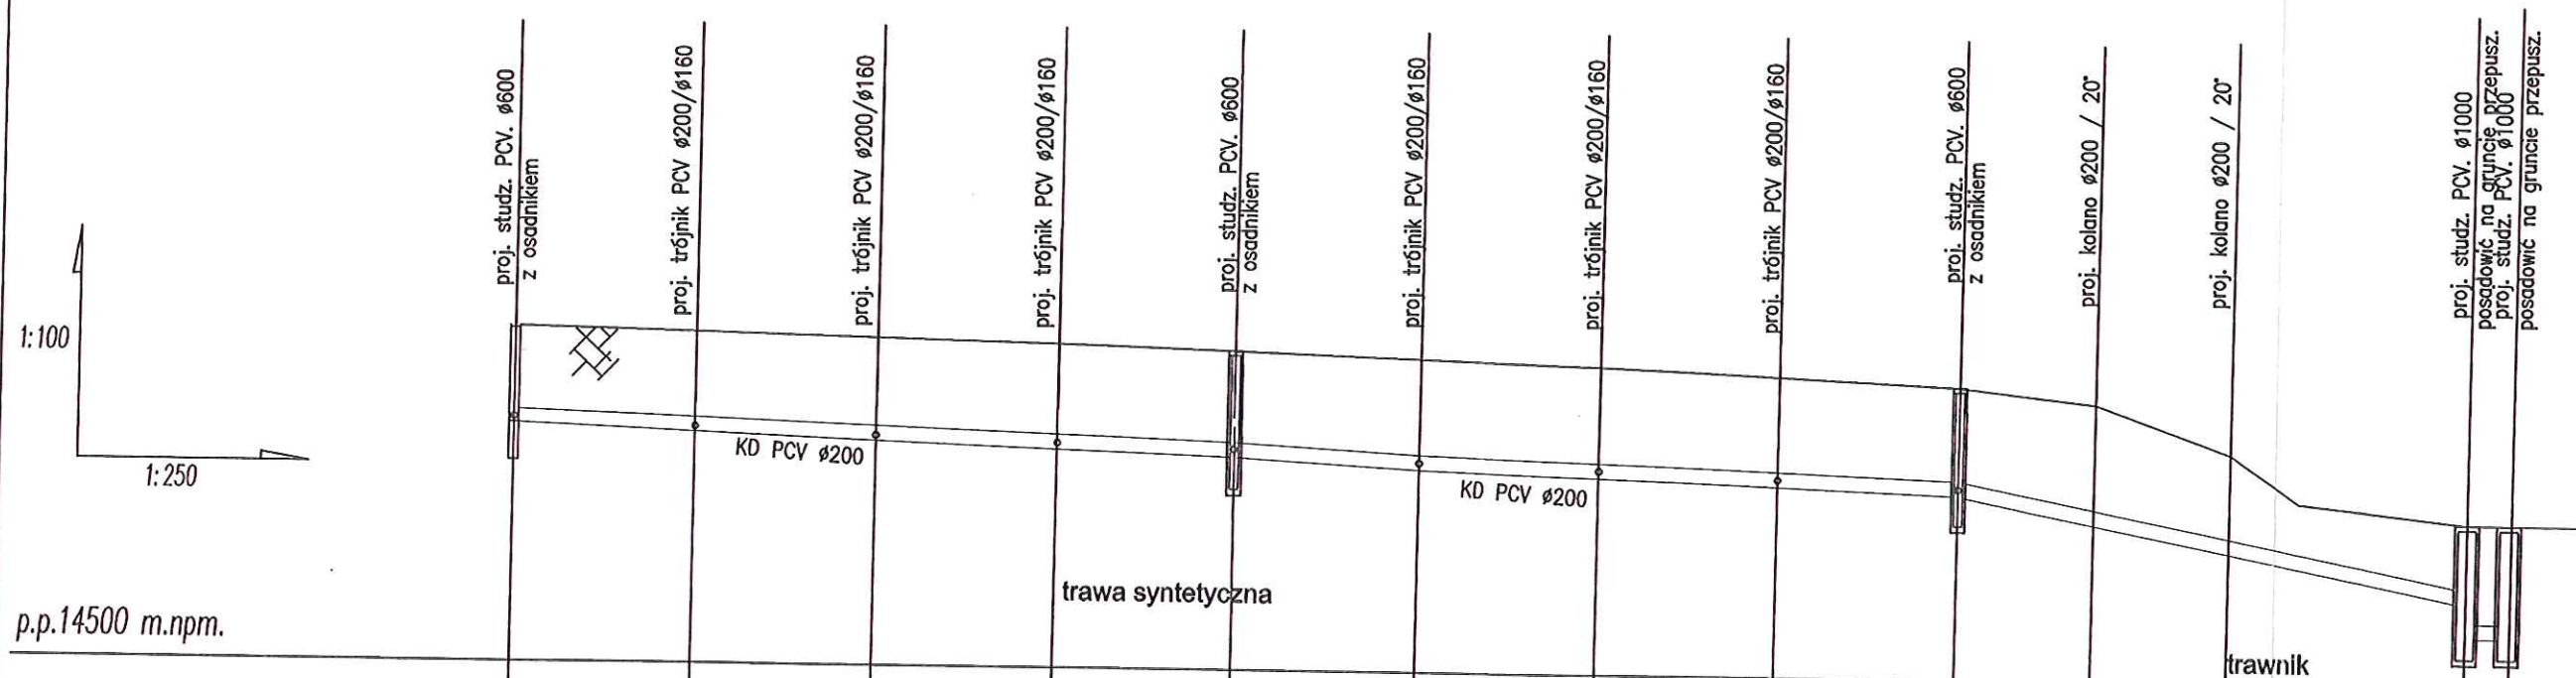 proj. studz. PCV. ø600
z osadnikiem
proj. trójnik PCV ø200/ø160
proj. trójnik PCV ø200/ø160
proj. trójnik PCV ø200/ø160
proj. studz. PCV. ø600
z osadnikiem
proj. trójnik PCV ø200/ø160
proj. trójnik PCV ø200/ø160
proj. trójnik PCV ø200/ø160
proj. studz. PCV. ø600
z osadnikiem
proj. kolano ø200 / 20°
proj. kolano ø200 / 20°
proj. studz. PCV. ø1000
posadowić na gruncie przepusz.
proj. studz. PCV. ø1000
posadowić na gruncie przepusz.
1:100
1:250
KD PCV ø200
KD PCV ø200
trawa syntetyczna
p.p.14500 m.npm.
trawnik